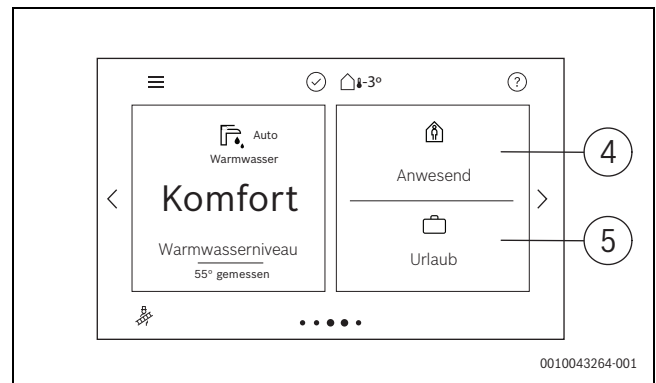 -3°
?
Auto
Warmwasser
Komfort
Warmwasserniveau
55° gemessen
Anwesend
Urlaub
4
5
0010043264-001